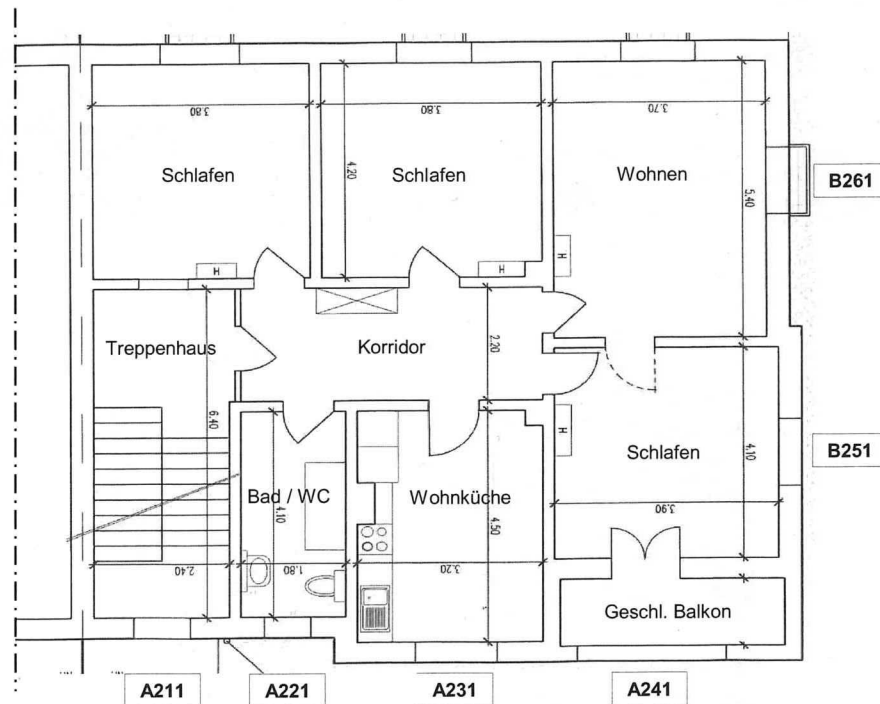 3.80
3.80
3.70
Schlafen
4.20
Schlafen
Wohnen
5.40
B261
H
H
H
Treppenhaus
Korridor
2.20
6.40
H
Schlafen
4.10
B251
Bad / WC
4.10
Wohnküche
4.50
3.90
2.40
1.80
3.20
Geschl. Balkon
A211
A221
A231
A241